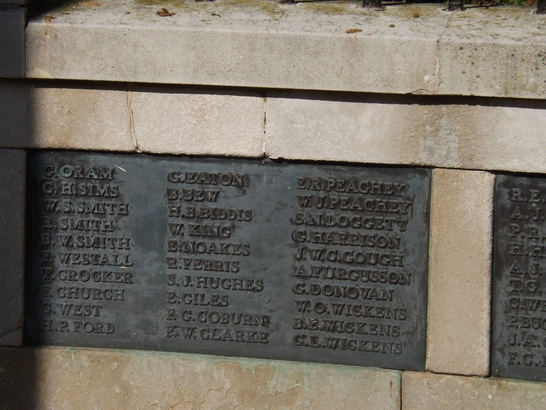 G. ORAM
C. H. SIMS
W. S. SMITH
R. SMITH
B. W. SMITH
E. WESTALL
T. CROCKER
F. CHURCH
G. WEST
H. P. FORD
G. EATON
B. BEW
H. B. BIDDIS
W. KING
E. NOAKES
T. FERRIS
S. J. HUGHES
E. GILES
F. G. COBURN
E. W. CLARKE
E. R. PEACHEY
W. J. PEACHEY
S. N. DOGGETT
G. HARRISON
J. W. C. GOUGH
A. FURGUSSON
G. DONOVAN
W. O. WICKENS
B. E. WICKENS
C. L. WICKENS
R. E.
A. J.
T. G.
J. A.